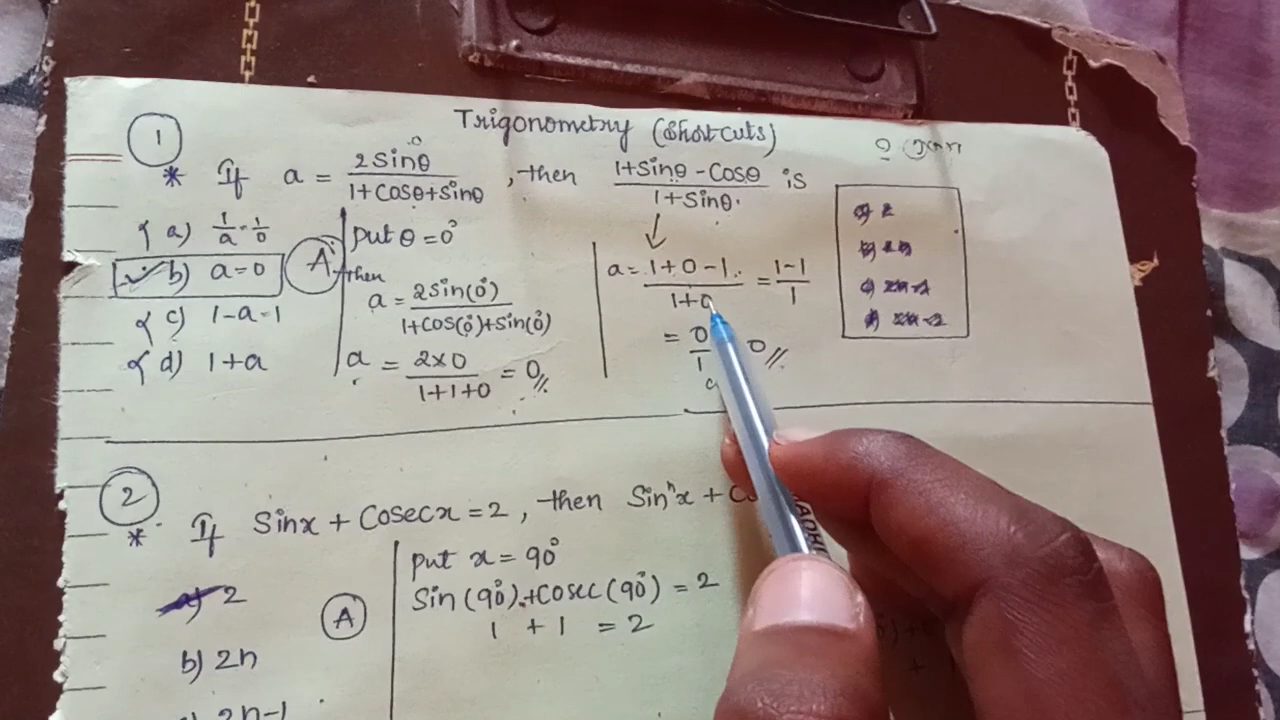 Trigonometry (Shortcuts)
1
* If a = 2Sinθ / 1+Cosθ+Sinθ , then 1+Sinθ - Cosθ / 1+Sinθ is
a) 1/a = 1/0
b) a = 0
c) 1-a=1
d) 1+a
A
Put θ = 0°
then
a = 2Sin(0°) / 1+Cos(0°)+Sin(0°)
a = 2×0 / 1+1+0 = 0//
a = 1+0-1 / 1+0 = 1-1 / 1
= 0 / 1 0//
2
* If Sinx + Cosecx = 2 , then Sinⁿx +
a) 2
b) 2n
c) 2n-1
A
Put x = 90°
Sin(90°)+Cosec(90°) = 2
1 + 1 = 2